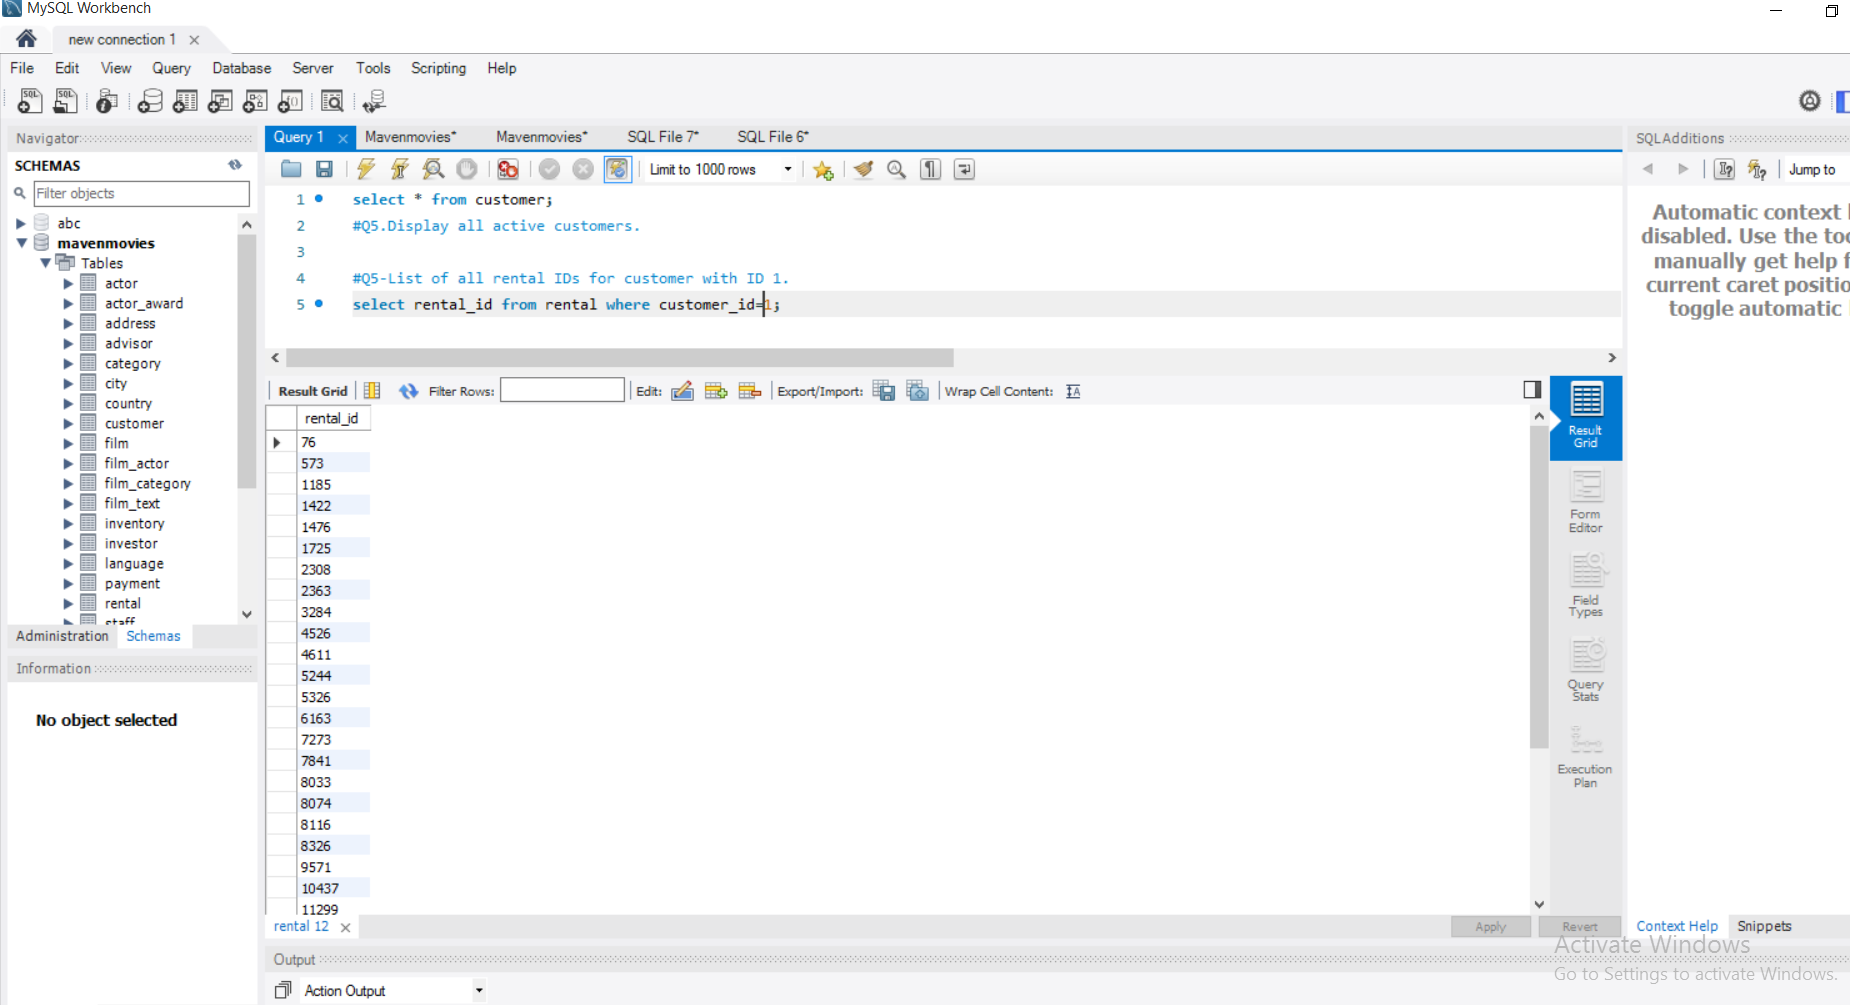 MySQL Workbench
new connection 1
File Edit View Query Database Server Tools Scripting Help
Navigator
SCHEMAS
Filter objects
abc
mavenmovies
Tables
actor
actor_award
address
advisor
category
city
country
customer
film
film_actor
film_category
film_text
inventory
investor
language
payment
rental
staff
Administration Schemas
Information
No object selected
Query 1 Mavenmovies* Mavenmovies* SQL File 7* SQL File 6*
Limit to 1000 rows
1 select * from customer;
2 #Q5.Display all active customers.
3
4 #Q5-List of all rental IDs for customer with ID 1.
5 select rental_id from rental where customer_id=1;
Result Grid Filter Rows: Edit: Export/Import: Wrap Cell Content:
rental_id
76
573
1185
1422
1476
1725
2308
2363
3284
4526
4611
5244
5326
6163
7273
7841
8033
8074
8116
8326
9571
10437
11299
Result
Grid
Form
Editor
Field
Types
Query
Stats
Execution
Plan
rental 12
Apply Revert
Output
Action Output
SQLAdditions
Jump to
Automatic context
disabled. Use the
manually get help
current caret
toggle automatic
Context Help Snippets
Activate Windows
Go to Settings to activate Windows.